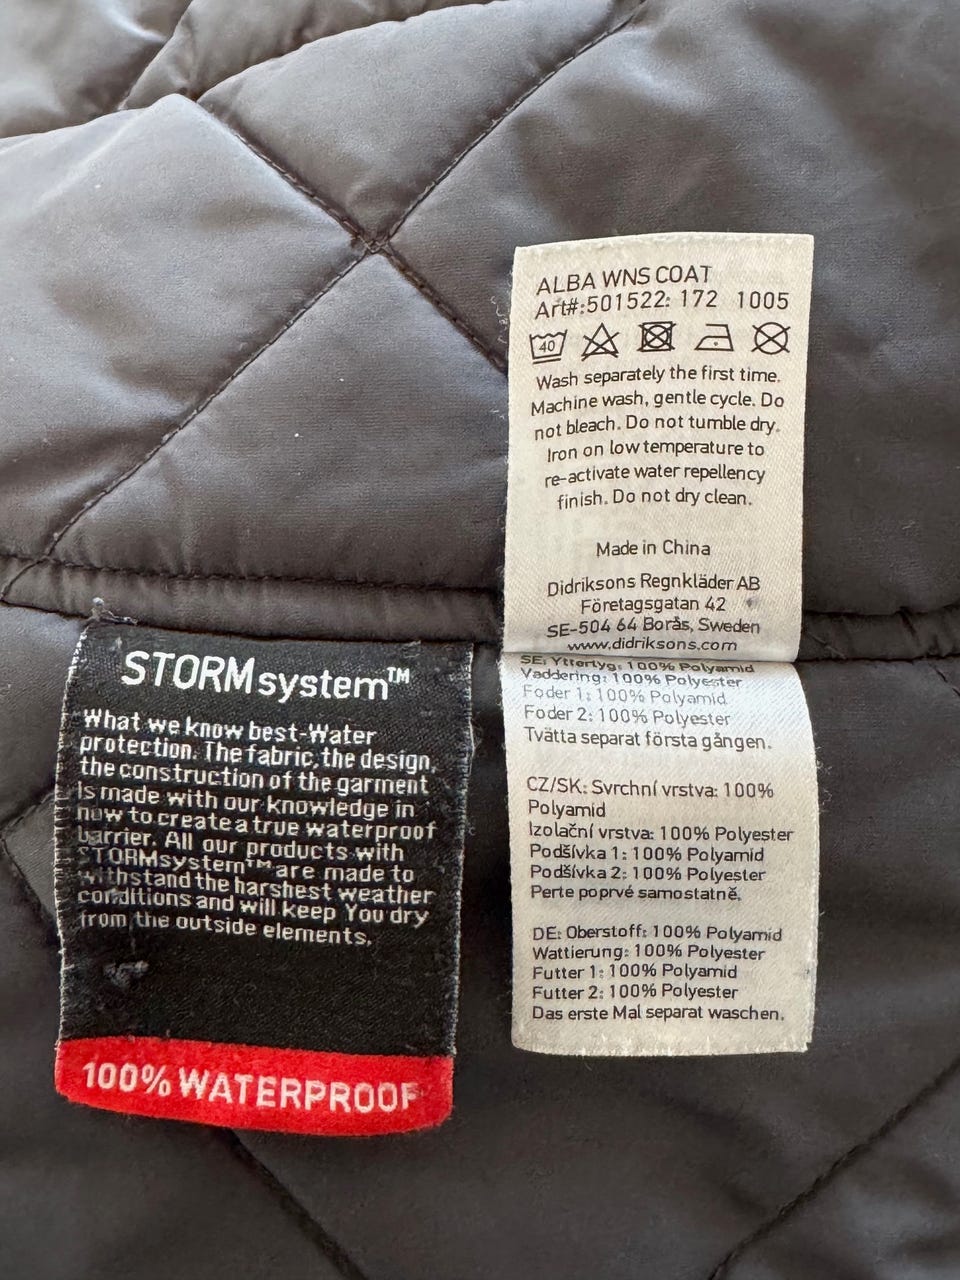 ALBA WNS COAT
Art#:501522: 172 1005
40
Wash separately the first time.
Machine wash, gentle cycle. Do
not bleach. Do not tumble dry.
Iron on low temperature to
re-activate water repellency
finish. Do not dry clean.
Made in China
Didriksons Regnkläder AB
Företagsgatan 42
SE-504 64 Borås, Sweden
www.didriksons.com
SE: Yttertyg: 100% Polyamid
Vaddering: 100% Polyester
Foder 1: 100% Polyamid
Foder 2: 100% Polyester
Tvätta separat första gången.
CZ/SK: Svrchní vrstva: 100%
Polyamid
Izolační vrstva: 100% Polyester
Podšívka 1: 100% Polyamid
Podšívka 2: 100% Polyester
Perte poprvé samostatně.
DE: Oberstoff: 100% Polyamid
Wattierung: 100% Polyester
Futter 1: 100% Polyamid
Futter 2: 100% Polyester
Das erste Mal separat waschen.
STORMsystem™
What we know best-Water
protection. The fabric, the design,
the construction of the garment
is made with our knowledge in
how to create a true waterproof
barrier. All our products with
STORMsystem™ are made to
withstand the harshest weather
conditions and will keep You dry
from the outside elements.
100% WATERPROOF